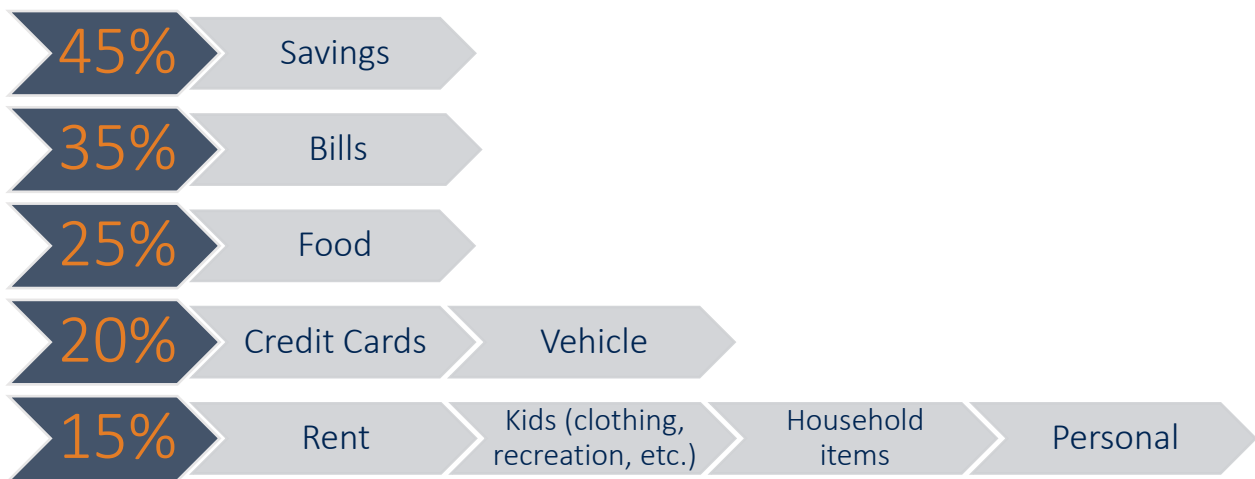 45% Savings
35% Bills
25% Food
20% Credit Cards Vehicle
15% Rent Kids (clothing, recreation, etc.) Household items Personal